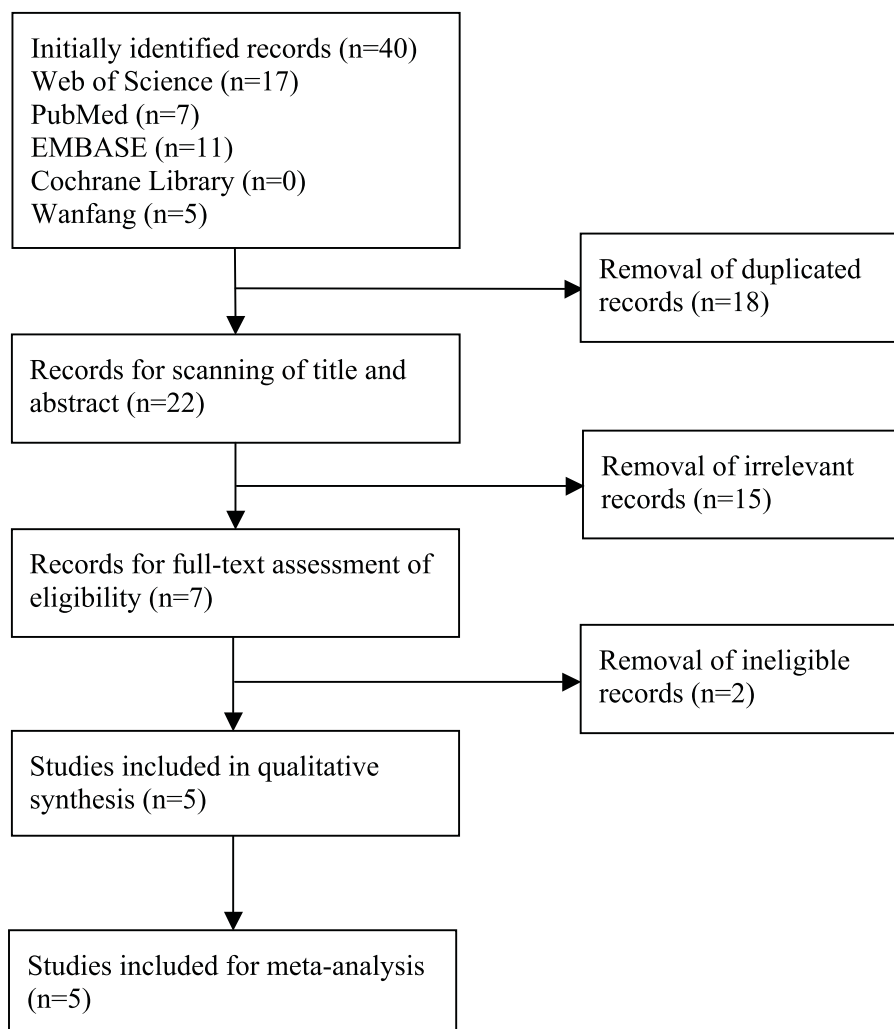 Initially identified records (n=40)
Web of Science (n=17)
PubMed (n=7)
EMBASE (n=11)
Cochrane Library (n=0)
Wanfang (n=5)
Removal of duplicated
records (n=18)
Records for scanning of title and
abstract (n=22)
Removal of irrelevant
records (n=15)
Records for full-text assessment of
eligibility (n=7)
Removal of ineligible
records (n=2)
Studies included in qualitative
synthesis (n=5)
Studies included for meta-analysis
(n=5)